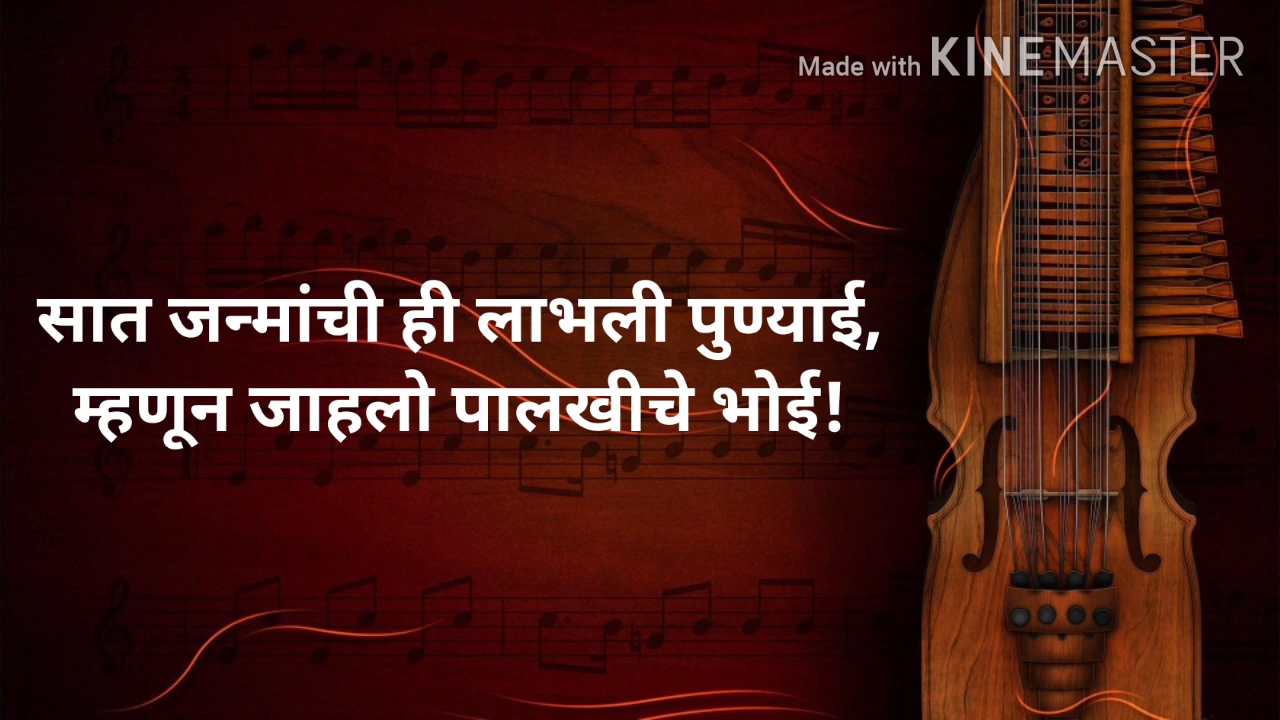 Made with KINEMASTER
सात जन्मांची ही लाभली पुण्याई,
म्हणून जाहलो पालखीचे भोई!